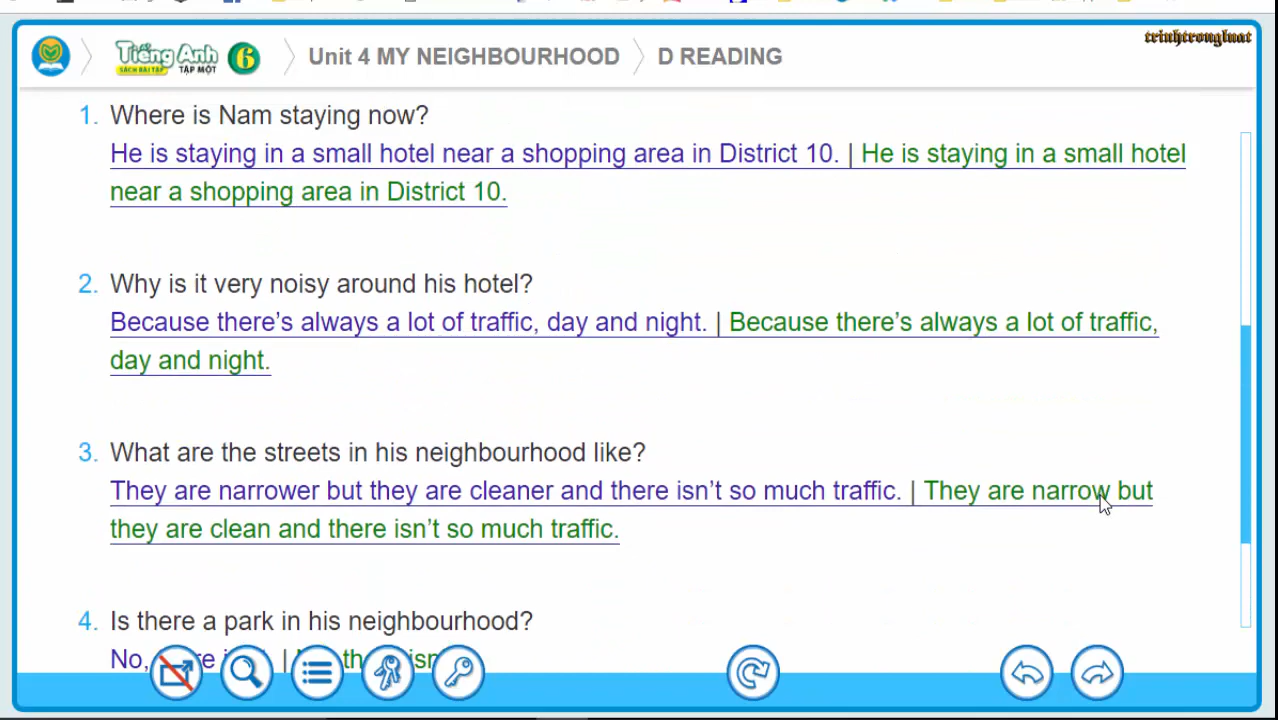 trinhtrongluat
Tiếng Anh 6
SÁCH BÀI TẬP TẬP MỘT
Unit 4 MY NEIGHBOURHOOD
D READING
1. Where is Nam staying now?
He is staying in a small hotel near a shopping area in District 10. | He is staying in a small hotel
near a shopping area in District 10.
2. Why is it very noisy around his hotel?
Because there’s always a lot of traffic, day and night. | Because there’s always a lot of traffic,
day and night.
3. What are the streets in his neighbourhood like?
They are narrower but they are cleaner and there isn’t so much traffic. | They are narrow but
they are clean and there isn’t so much traffic.
4. Is there a park in his neighbourhood?
No,